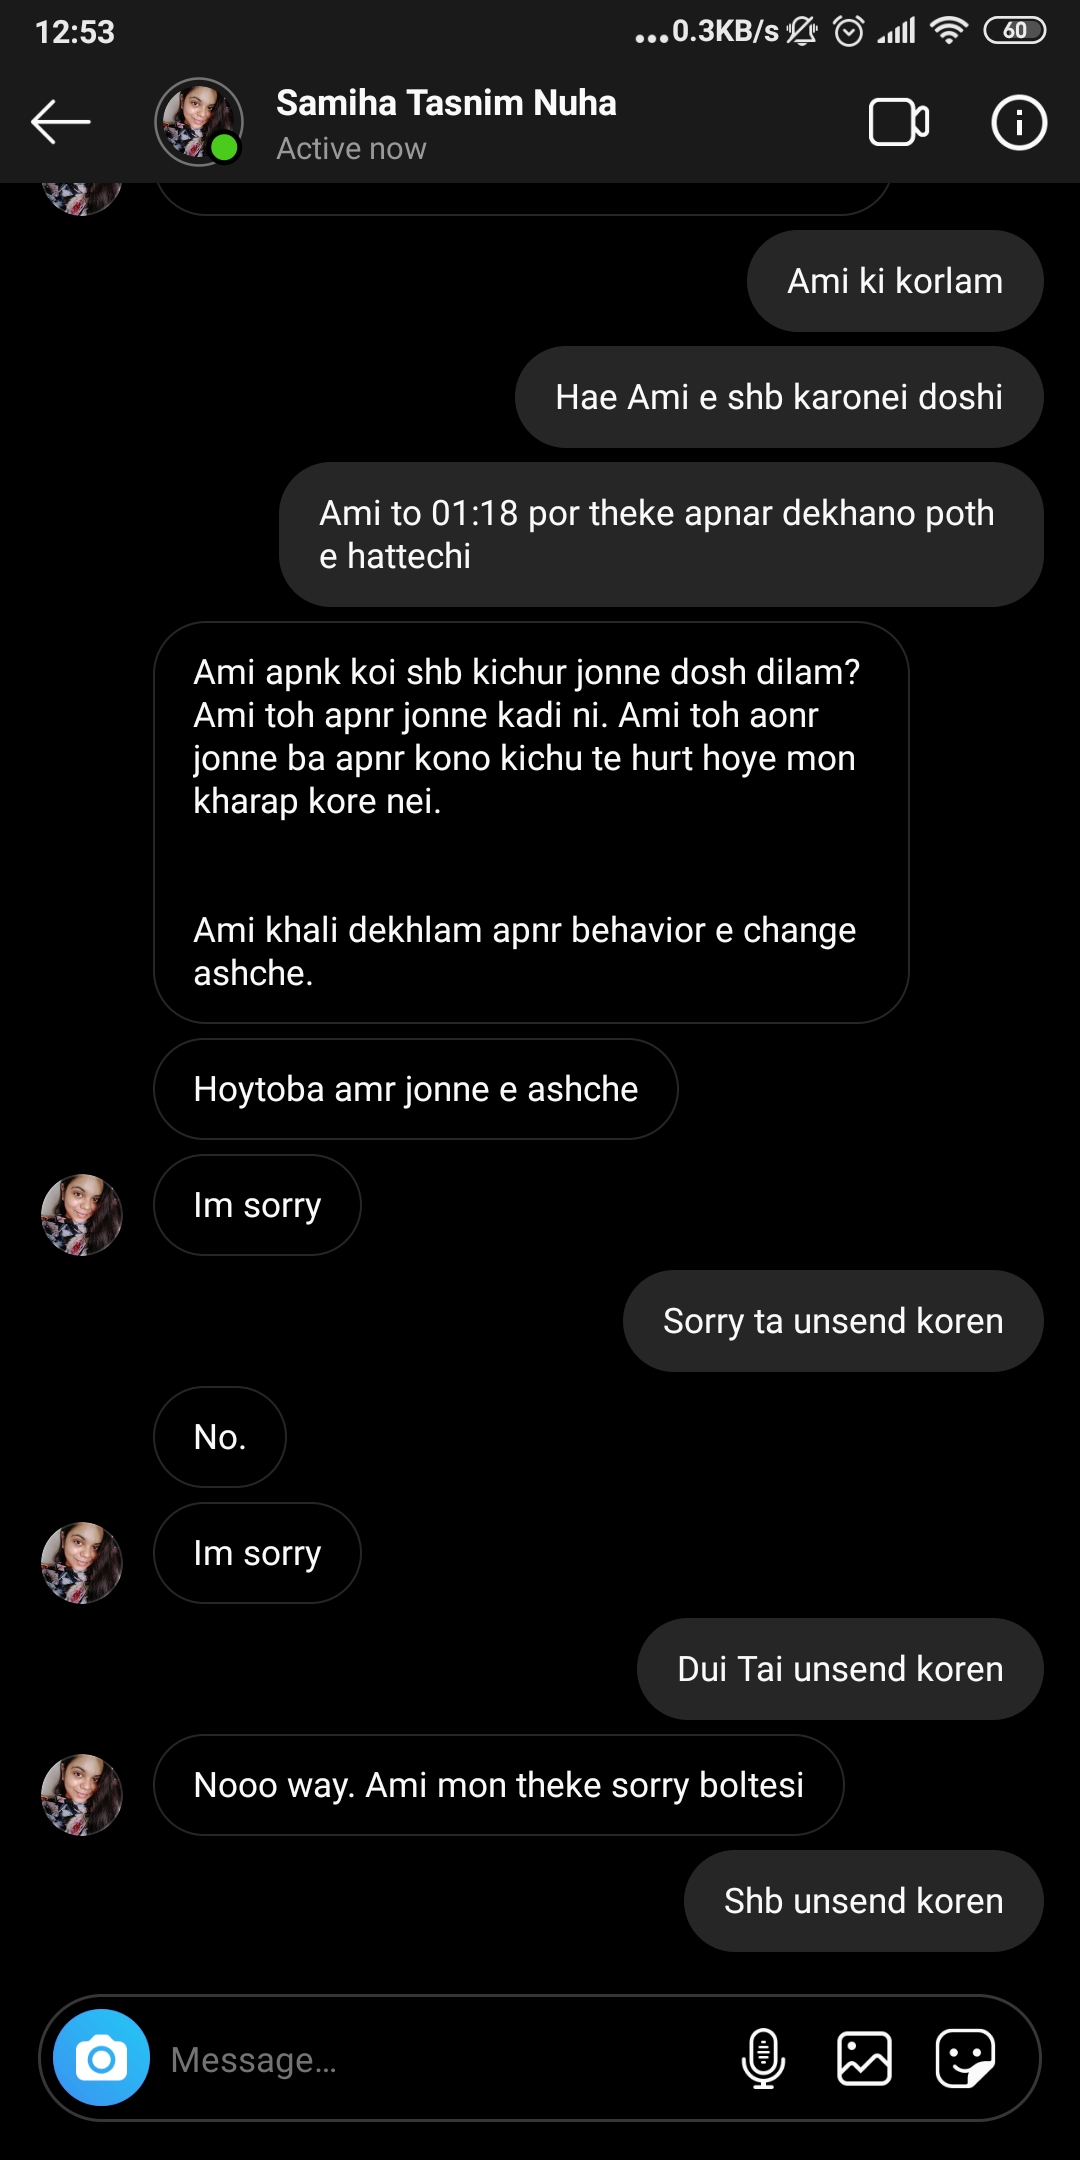 12:53
...0.3KB/s
60
Samiha Tasnim Nuha
Active now
Ami ki korlam
Hae Ami e shb karonei doshi
Ami to 01:18 por theke apnar dekhano poth
e hattechi
Ami apnk koi shb kichur jonne dosh dilam?
Ami toh apnr jonne kadi ni. Ami toh aonr
jonne ba apnr kono kichu te hurt hoye mon
kharap kore nei.
Ami khali dekhlam apnr behavior e change
ashche.
Hoytoba amr jonne e ashche
Im sorry
Sorry ta unsend koren
No.
Im sorry
Dui Tai unsend koren
Nooo way. Ami mon theke sorry boltesi
Shb unsend koren
Message...